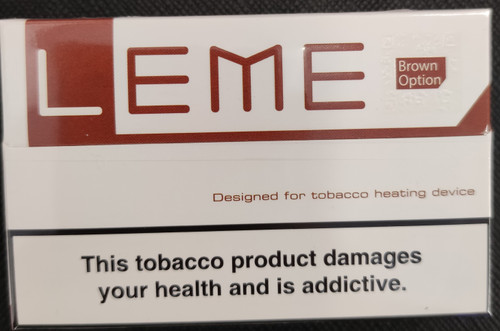 LEME
Brown
Option
Designed for tobacco heating device
This tobacco product damages
your health and is addictive.